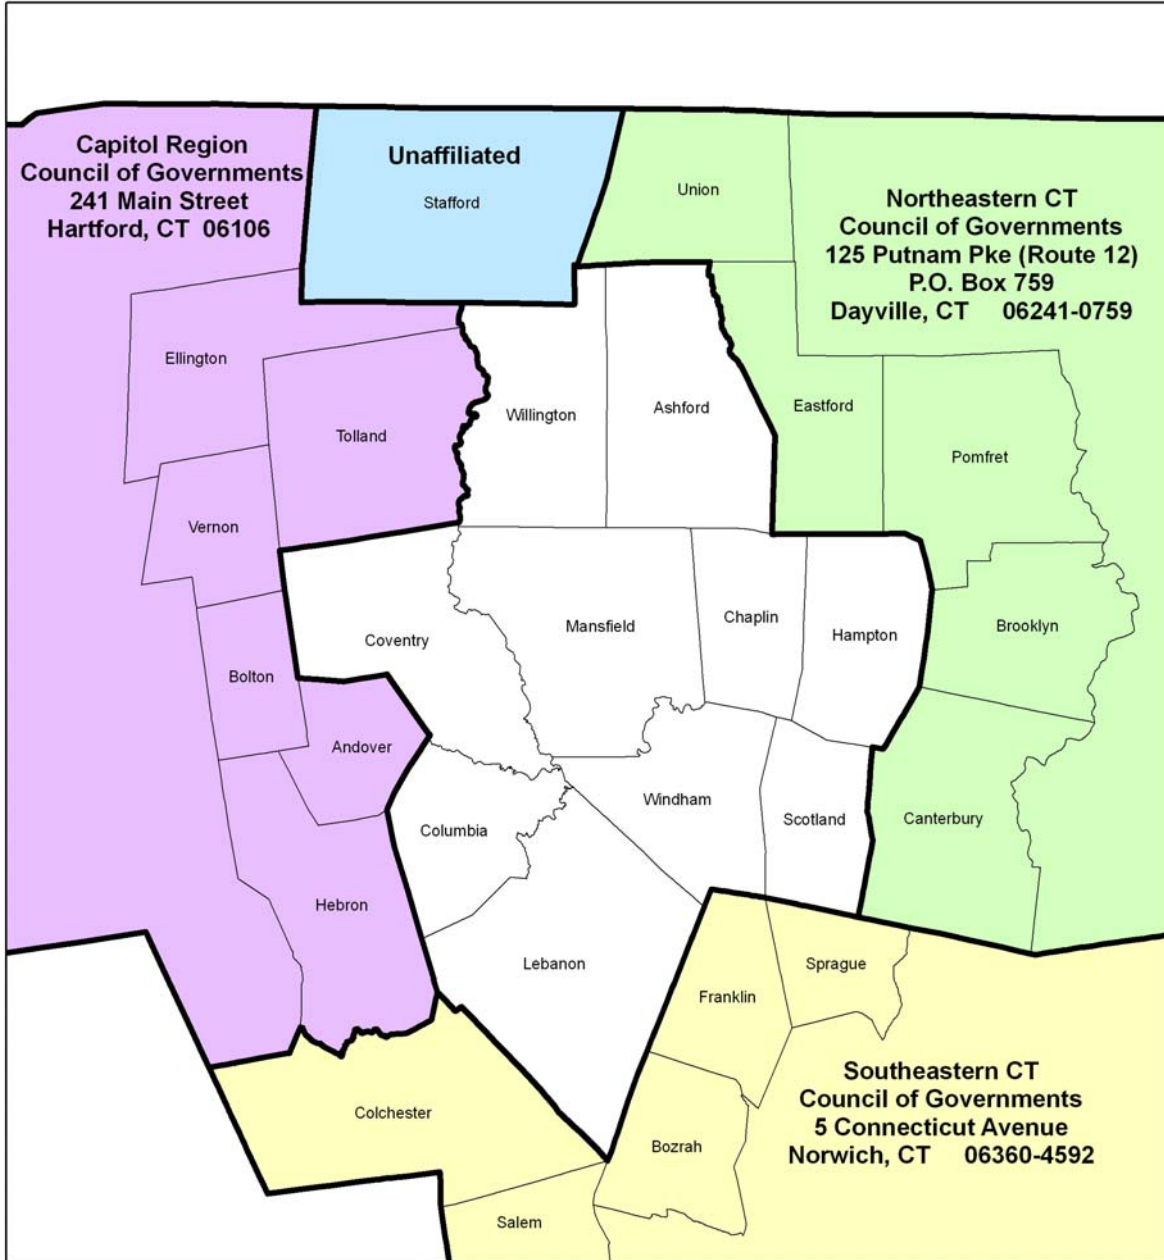 Capitol Region
Council of Governments
241 Main Street
Hartford, CT 06106
Unaffiliated
Stafford
Union
Northeastern CT
Council of Governments
125 Putnam Pke (Route 12)
P.O. Box 759
Dayville, CT 06241-0759
Ellington
Tolland
Willington
Ashford
Eastford
Pomfret
Vernon
Coventry
Mansfield
Chaplin
Hampton
Brooklyn
Bolton
Andover
Columbia
Windham
Scotland
Canterbury
Hebron
Lebanon
Franklin
Sprague
Southeastern CT
Council of Governments
5 Connecticut Avenue
Norwich, CT 06360-4592
Colchester
Bozrah
Salem